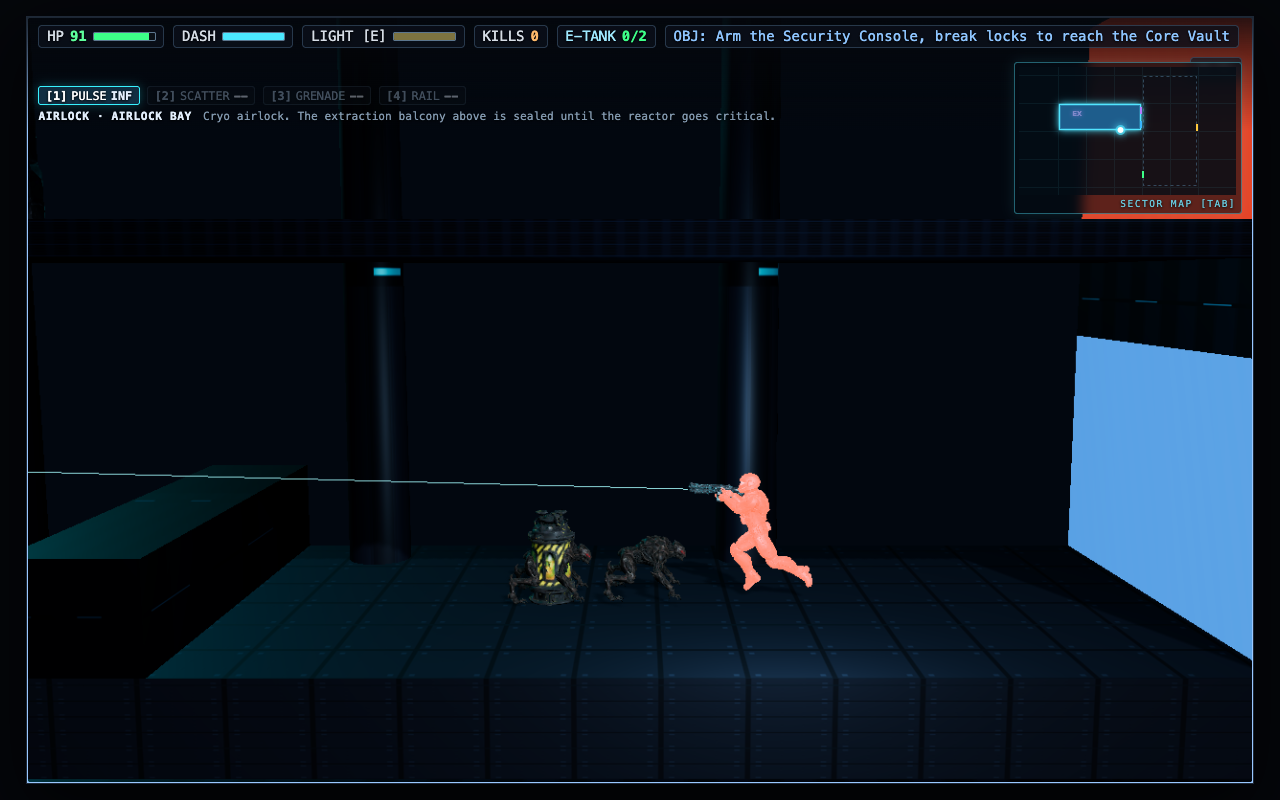 HP 91 DASH LIGHT [E] KILLS 0 E-TANK 0/2 OBJ: Arm the Security Console, break locks to reach the Core Vault
[1] PULSE INF [2] SCATTER —— [3] GRENADE —— [4] RAIL ——
AIRLOCK · AIRLOCK BAY Cryo airlock. The extraction balcony above is sealed until the reactor goes critical.
EX
SECTOR MAP [TAB]